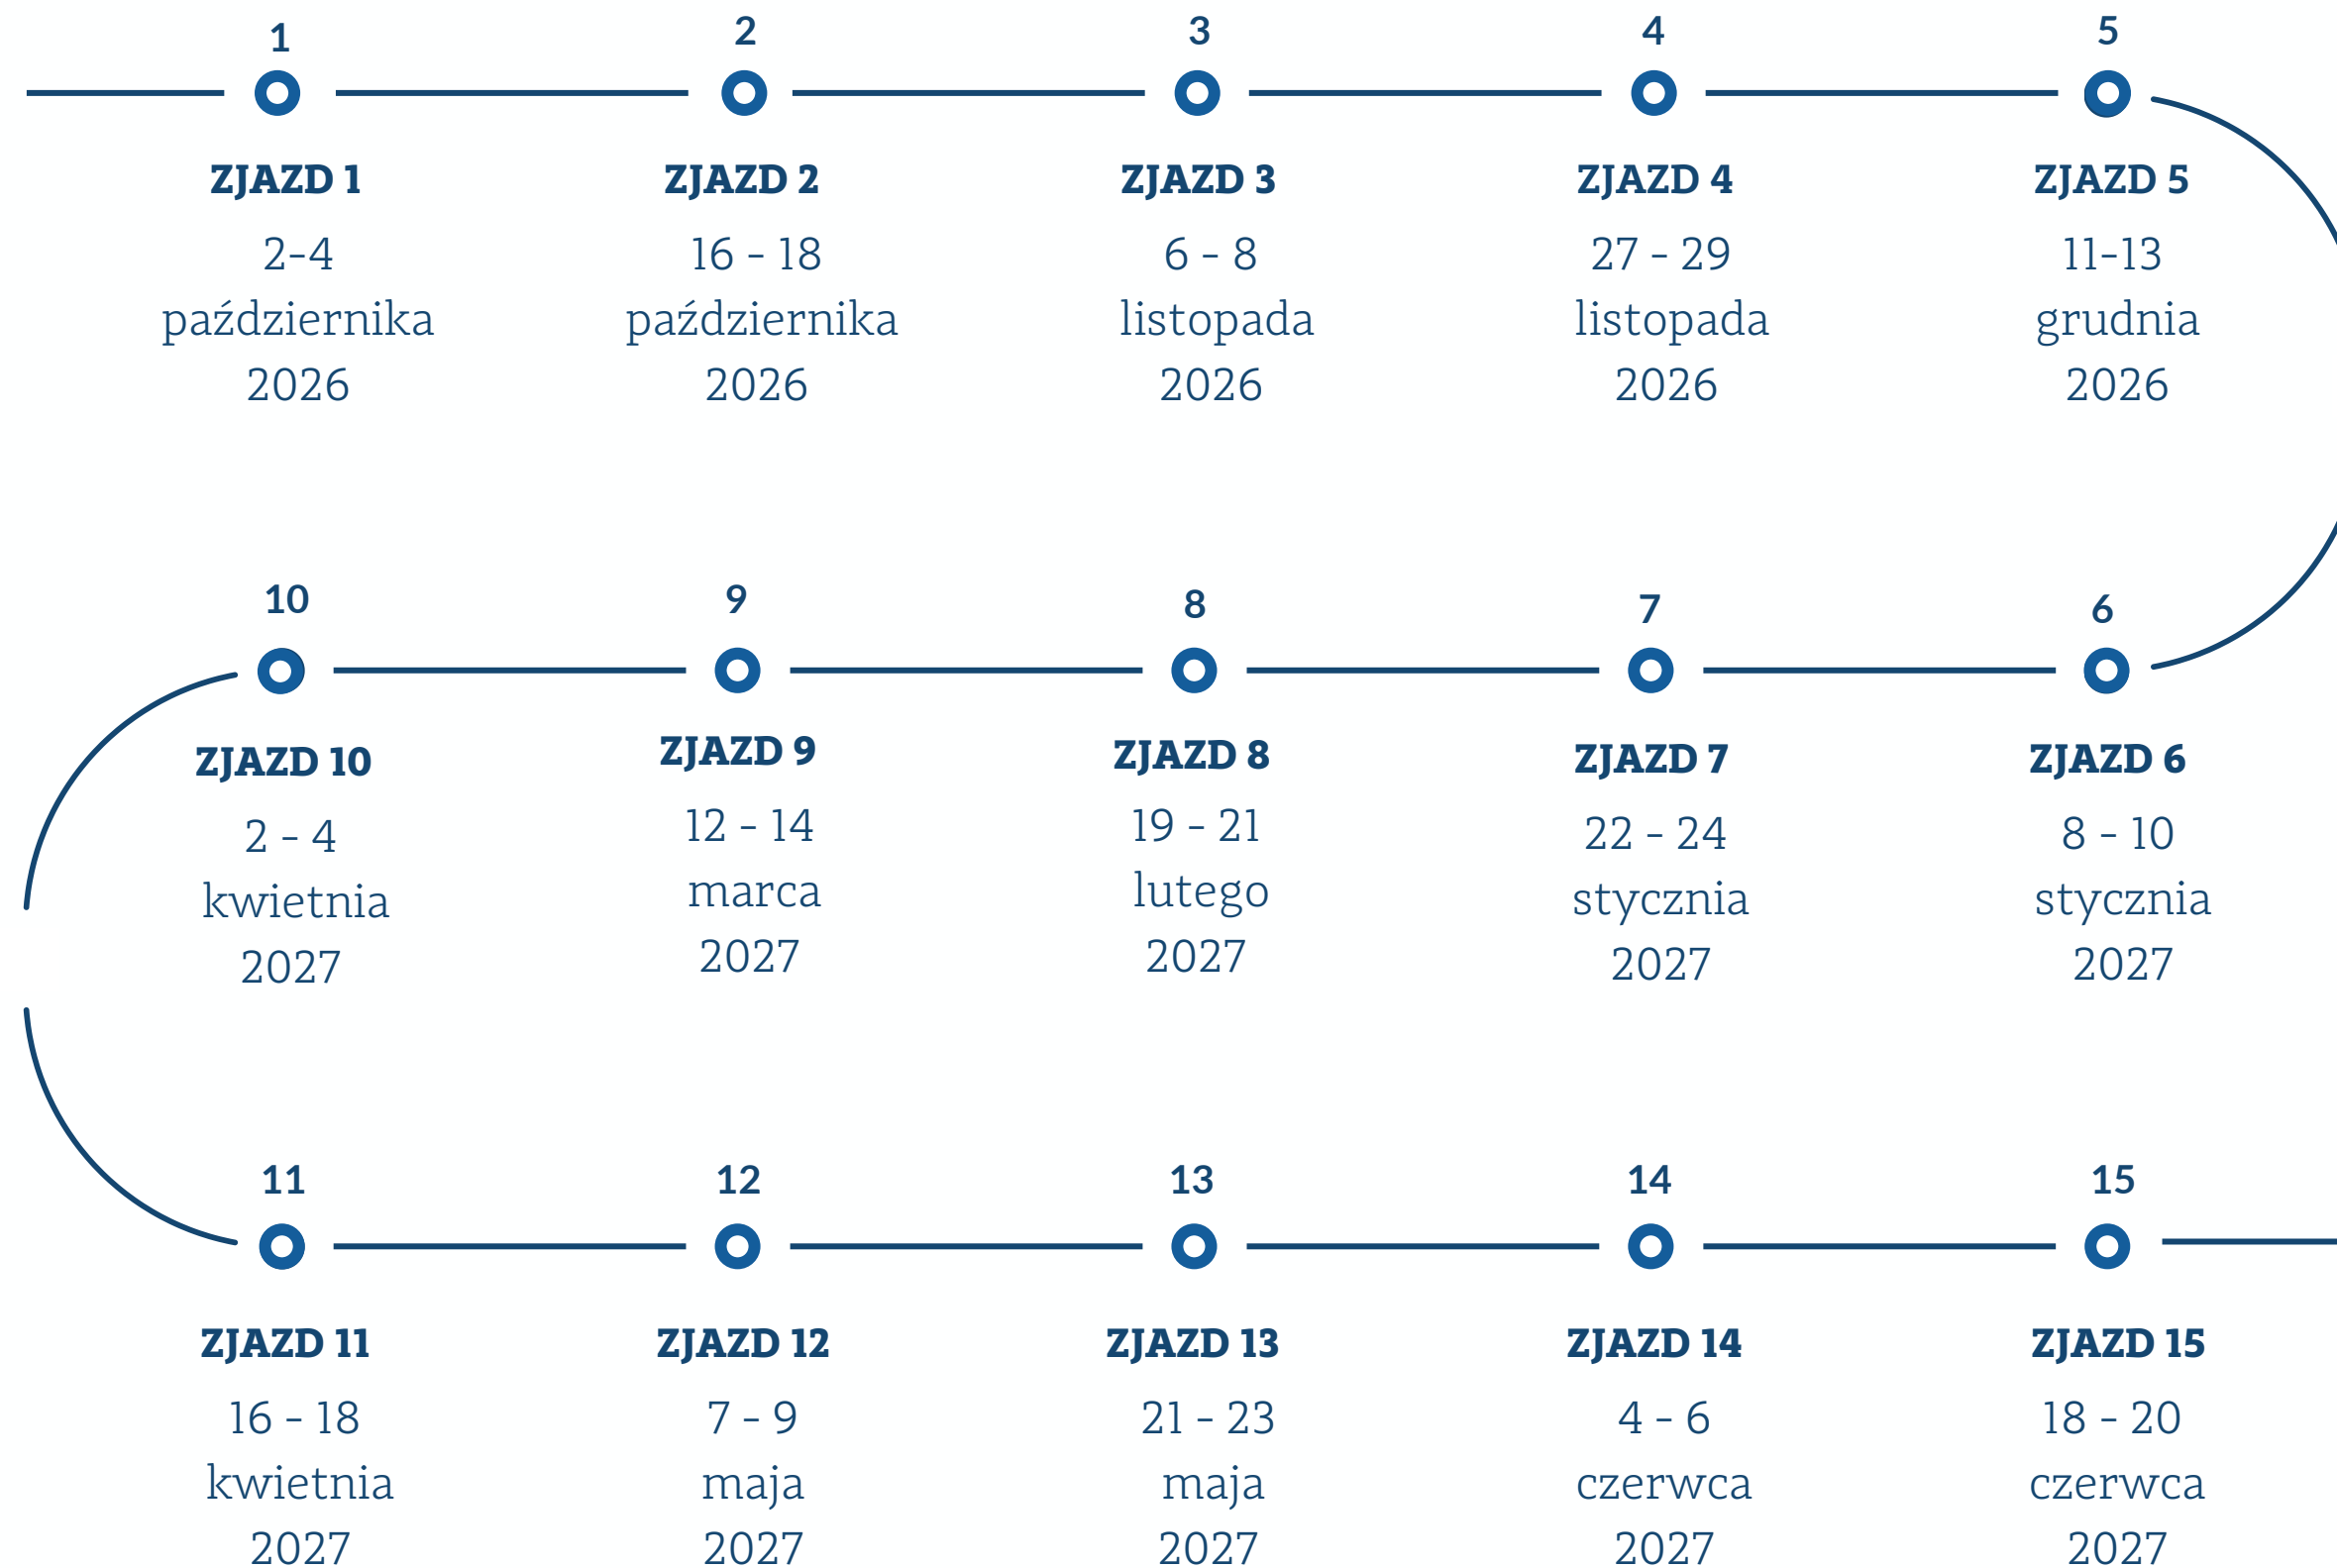 1
2
3
4
5
ZJAZD 1
2-4
października
2026
ZJAZD 2
16 - 18
października
2026
ZJAZD 3
6 - 8
listopada
2026
ZJAZD 4
27 - 29
listopada
2026
ZJAZD 5
11-13
grudnia
2026
10
9
8
7
6
ZJAZD 10
2 - 4
kwietnia
2027
ZJAZD 9
12 - 14
marca
2027
ZJAZD 8
19 - 21
lutego
2027
ZJAZD 7
22 - 24
stycznia
2027
ZJAZD 6
8 - 10
stycznia
2027
11
12
13
14
15
ZJAZD 11
16 - 18
kwietnia
2027
ZJAZD 12
7 - 9
maja
2027
ZJAZD 13
21 - 23
maja
2027
ZJAZD 14
4 - 6
czerwca
2027
ZJAZD 15
18 - 20
czerwca
2027